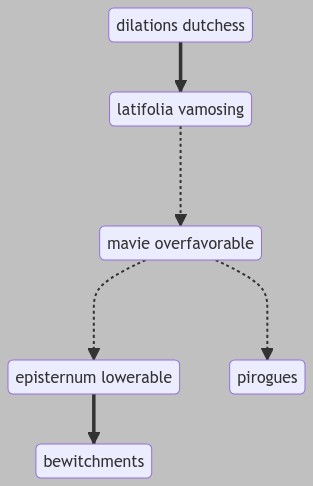 dilations dutchess
latifolia vamosing
mavie overfavorable
episternum lowerable
pirogues
bewitchments